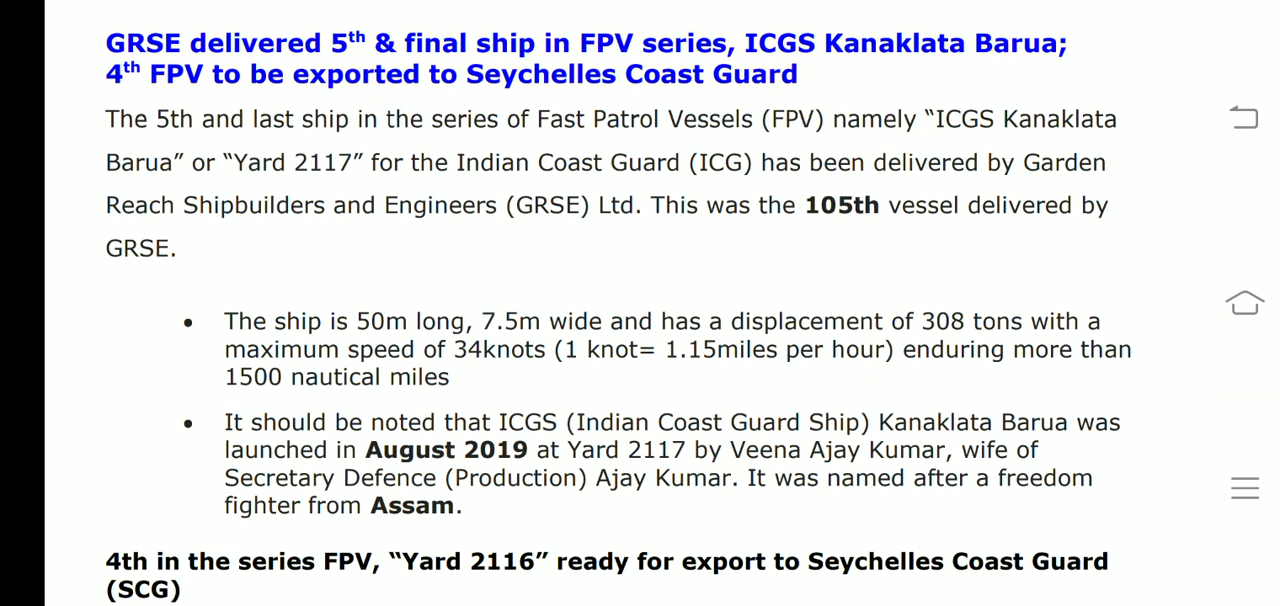 GRSE delivered 5th & final ship in FPV series, ICGS Kanaklata Barua;
4th FPV to be exported to Seychelles Coast Guard
The 5th and last ship in the series of Fast Patrol Vessels (FPV) namely “ICGS Kanaklata
Barua” or “Yard 2117” for the Indian Coast Guard (ICG) has been delivered by Garden
Reach Shipbuilders and Engineers (GRSE) Ltd. This was the 105th vessel delivered by
GRSE.
• The ship is 50m long, 7.5m wide and has a displacement of 308 tons with a
maximum speed of 34knots (1 knot= 1.15miles per hour) enduring more than
1500 nautical miles
• It should be noted that ICGS (Indian Coast Guard Ship) Kanaklata Barua was
launched in August 2019 at Yard 2117 by Veena Ajay Kumar, wife of
Secretary Defence (Production) Ajay Kumar. It was named after a freedom
fighter from Assam.
4th in the series FPV, “Yard 2116” ready for export to Seychelles Coast Guard
(SCG)